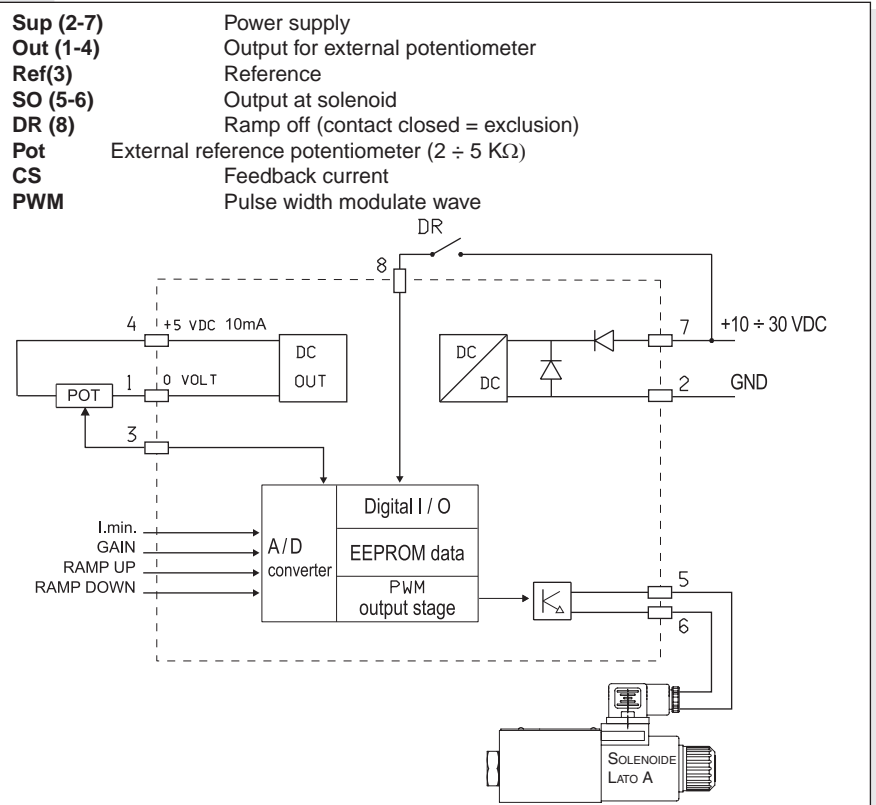 Sup (2-7) Power supply
Out (1-4) Output for external potentiometer
Ref(3) Reference
SO (5-6) Output at solenoid
DR (8) Ramp off (contact closed = exclusion)
Pot External reference potentiometer (2 ÷ 5 KΩ)
CS Feedback current
PWM Pulse width modulate wave
DR
8
4 +5 VDC 10mA
DC
OUT
DC
DC
7 +10 ÷ 30 VDC
POT
1 0 VOLT
2 GND
3
I.min.
GAIN
RAMP UP
RAMP DOWN
A/D
converter
Digital I / O
EEPROM data
PWM
output stage
5
6
SOLENOIDE
LATO A